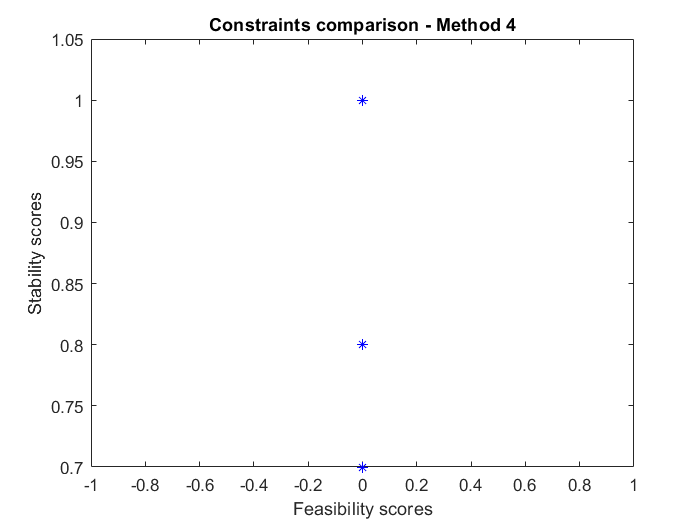 Constraints comparison - Method 4
1.05
1
0.95
0.9
0.85
0.8
0.75
0.7
Stability scores
-1 -0.8 -0.6 -0.4 -0.2 0 0.2 0.4 0.6 0.8 1
Feasibility scores